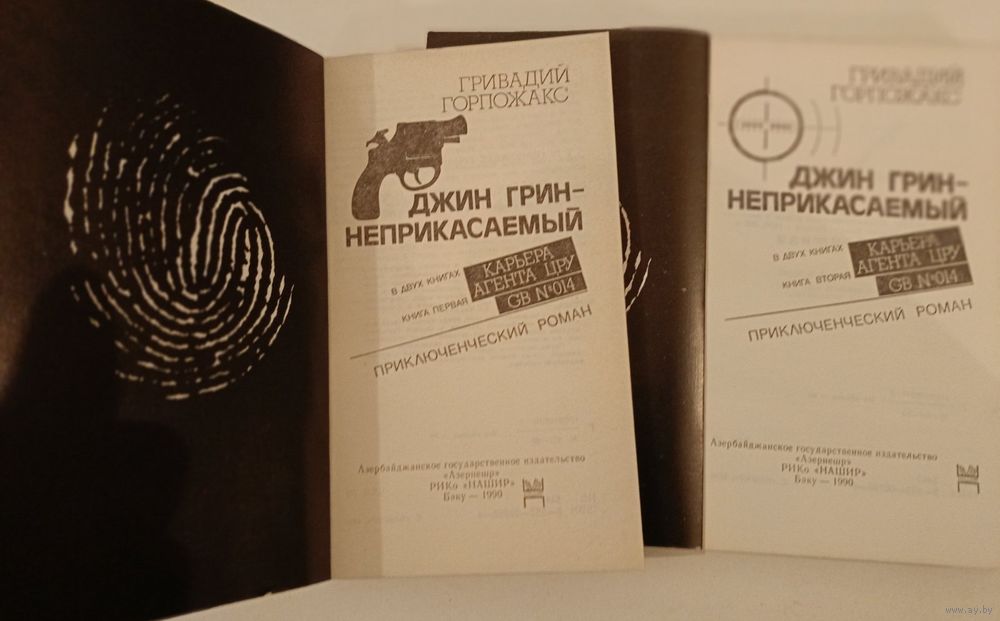 ГРИВАДИЙ
ГОРПОЖАКС
ДЖИН ГРИН-
НЕПРИКАСАЕМЫЙ
В ДВУХ КНИГАХ
КНИГА ПЕРВАЯ
КАРЬЕРА
АГЕНТА ЦРУ
GB №014
ПРИКЛЮЧЕНЧЕСКИЙ РОМАН
Азербайджанское государственное издательство
«Азернешр»
РИКо «НАШИР»
Баку — 1990
ГРИВАДИЙ
ГОРПОЖАКС
ДЖИН ГРИН-
НЕПРИКАСАЕМЫЙ
В ДВУХ КНИГАХ
КНИГА ВТОРАЯ
КАРЬЕРА
АГЕНТА ЦРУ
GB №014
ПРИКЛЮЧЕНЧЕСКИЙ РОМАН
Азербайджанское государственное издательство
«Азернешр»
РИКо «НАШИР»
Баку — 1990
www.ay.by